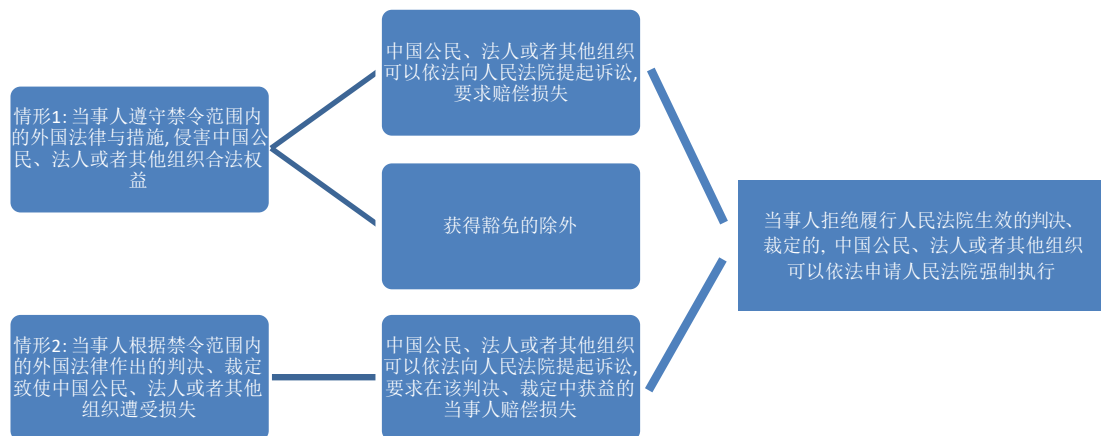 中国公民、法人或者其他组织
可以依法向人民法院提起诉讼,
要求赔偿损失
情形1: 当事人遵守禁令范围内
的外国法律与措施, 侵害中国公
民、法人或者其他组织合法权
益
获得豁免的除外
当事人拒绝履行人民法院生效的判决、
裁定的, 中国公民、法人或者其他组织
可以依法申请人民法院强制执行
情形2: 当事人根据禁令范围内
的外国法律作出的判决、裁定
致使中国公民、法人或者其他
组织遭受损失
中国公民、法人或者其他组织
可以依法向人民法院提起诉讼,
要求在该判决、裁定中获益的
当事人赔偿损失